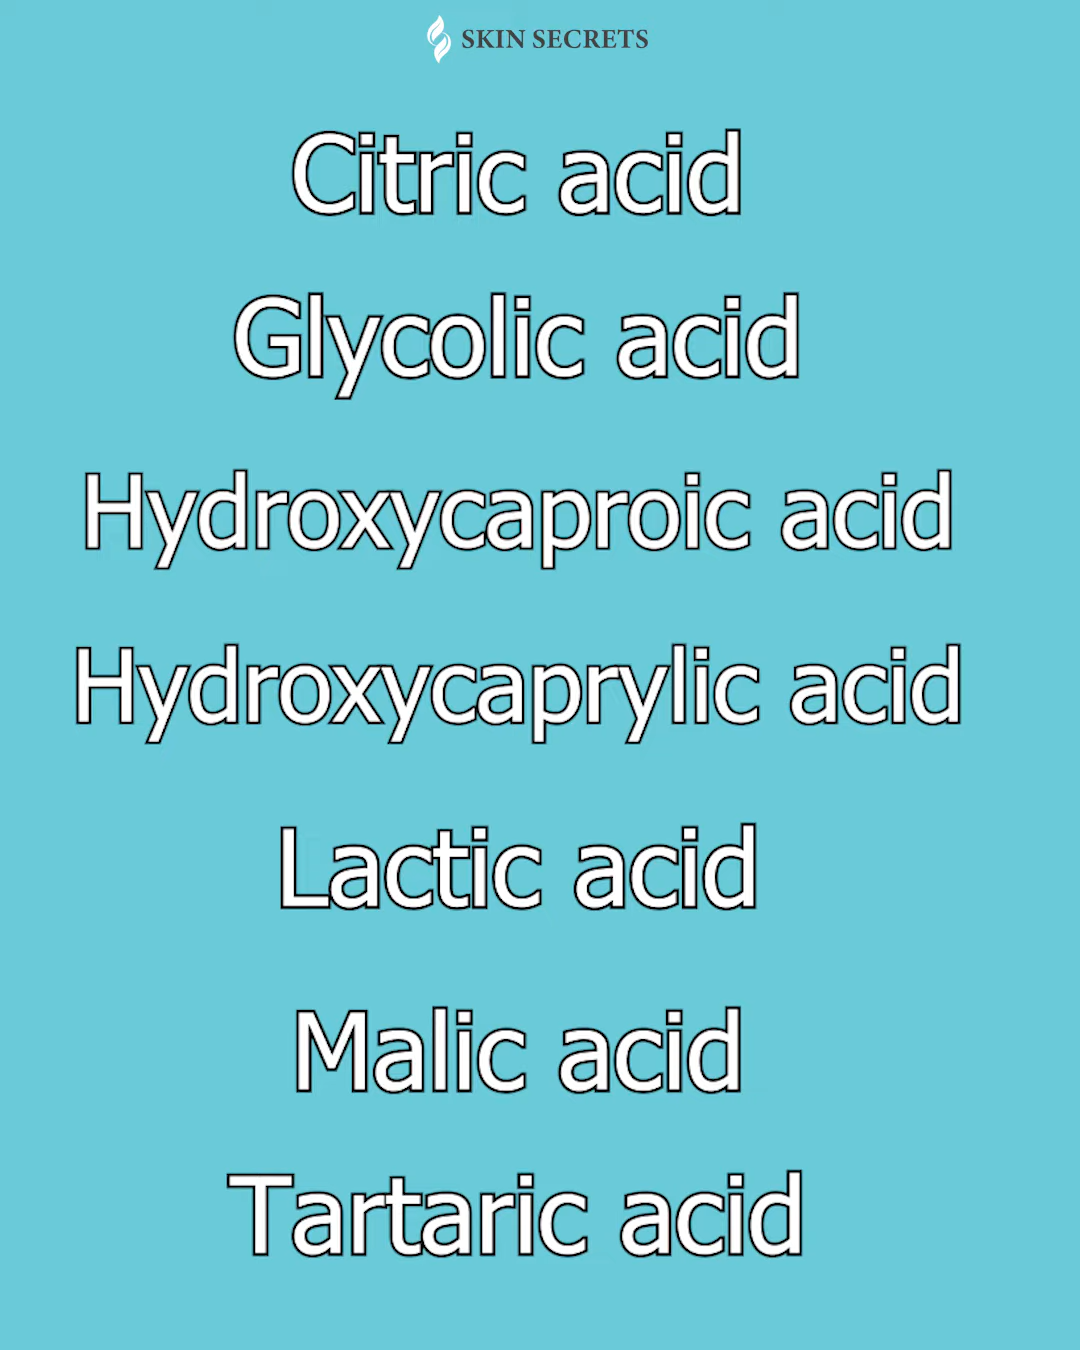 SKIN SECRETS
Citric acid
Glycolic acid
Hydroxycaproic acid
Hydroxycaprylic acid
Lactic acid
Malic acid
Tartaric acid